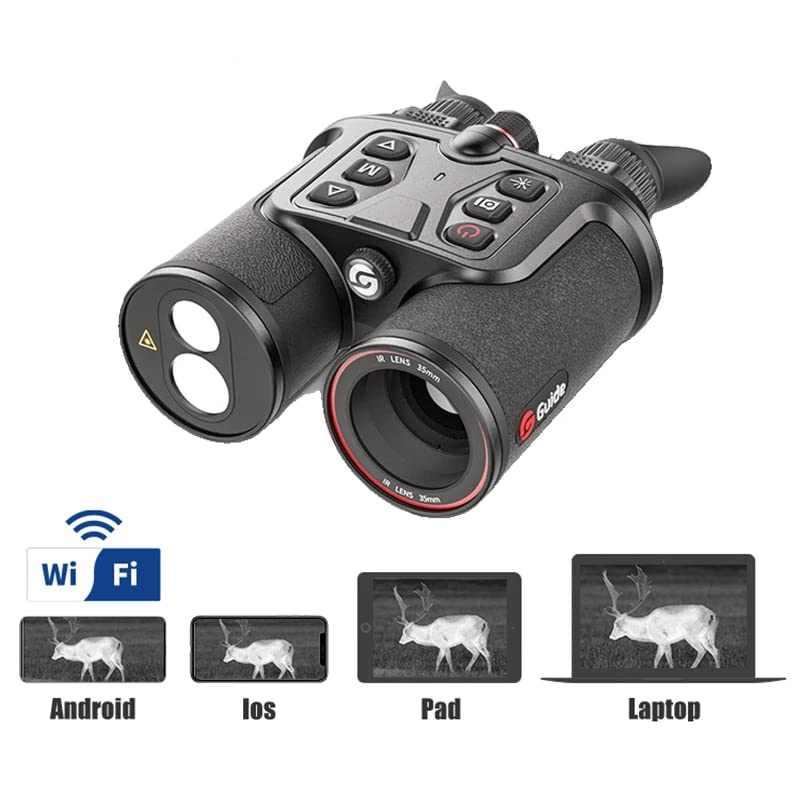 M
IR LENS 35mm
IR LENS 35mm
G Guide
Wi Fi
Android
Ios
Pad
Laptop